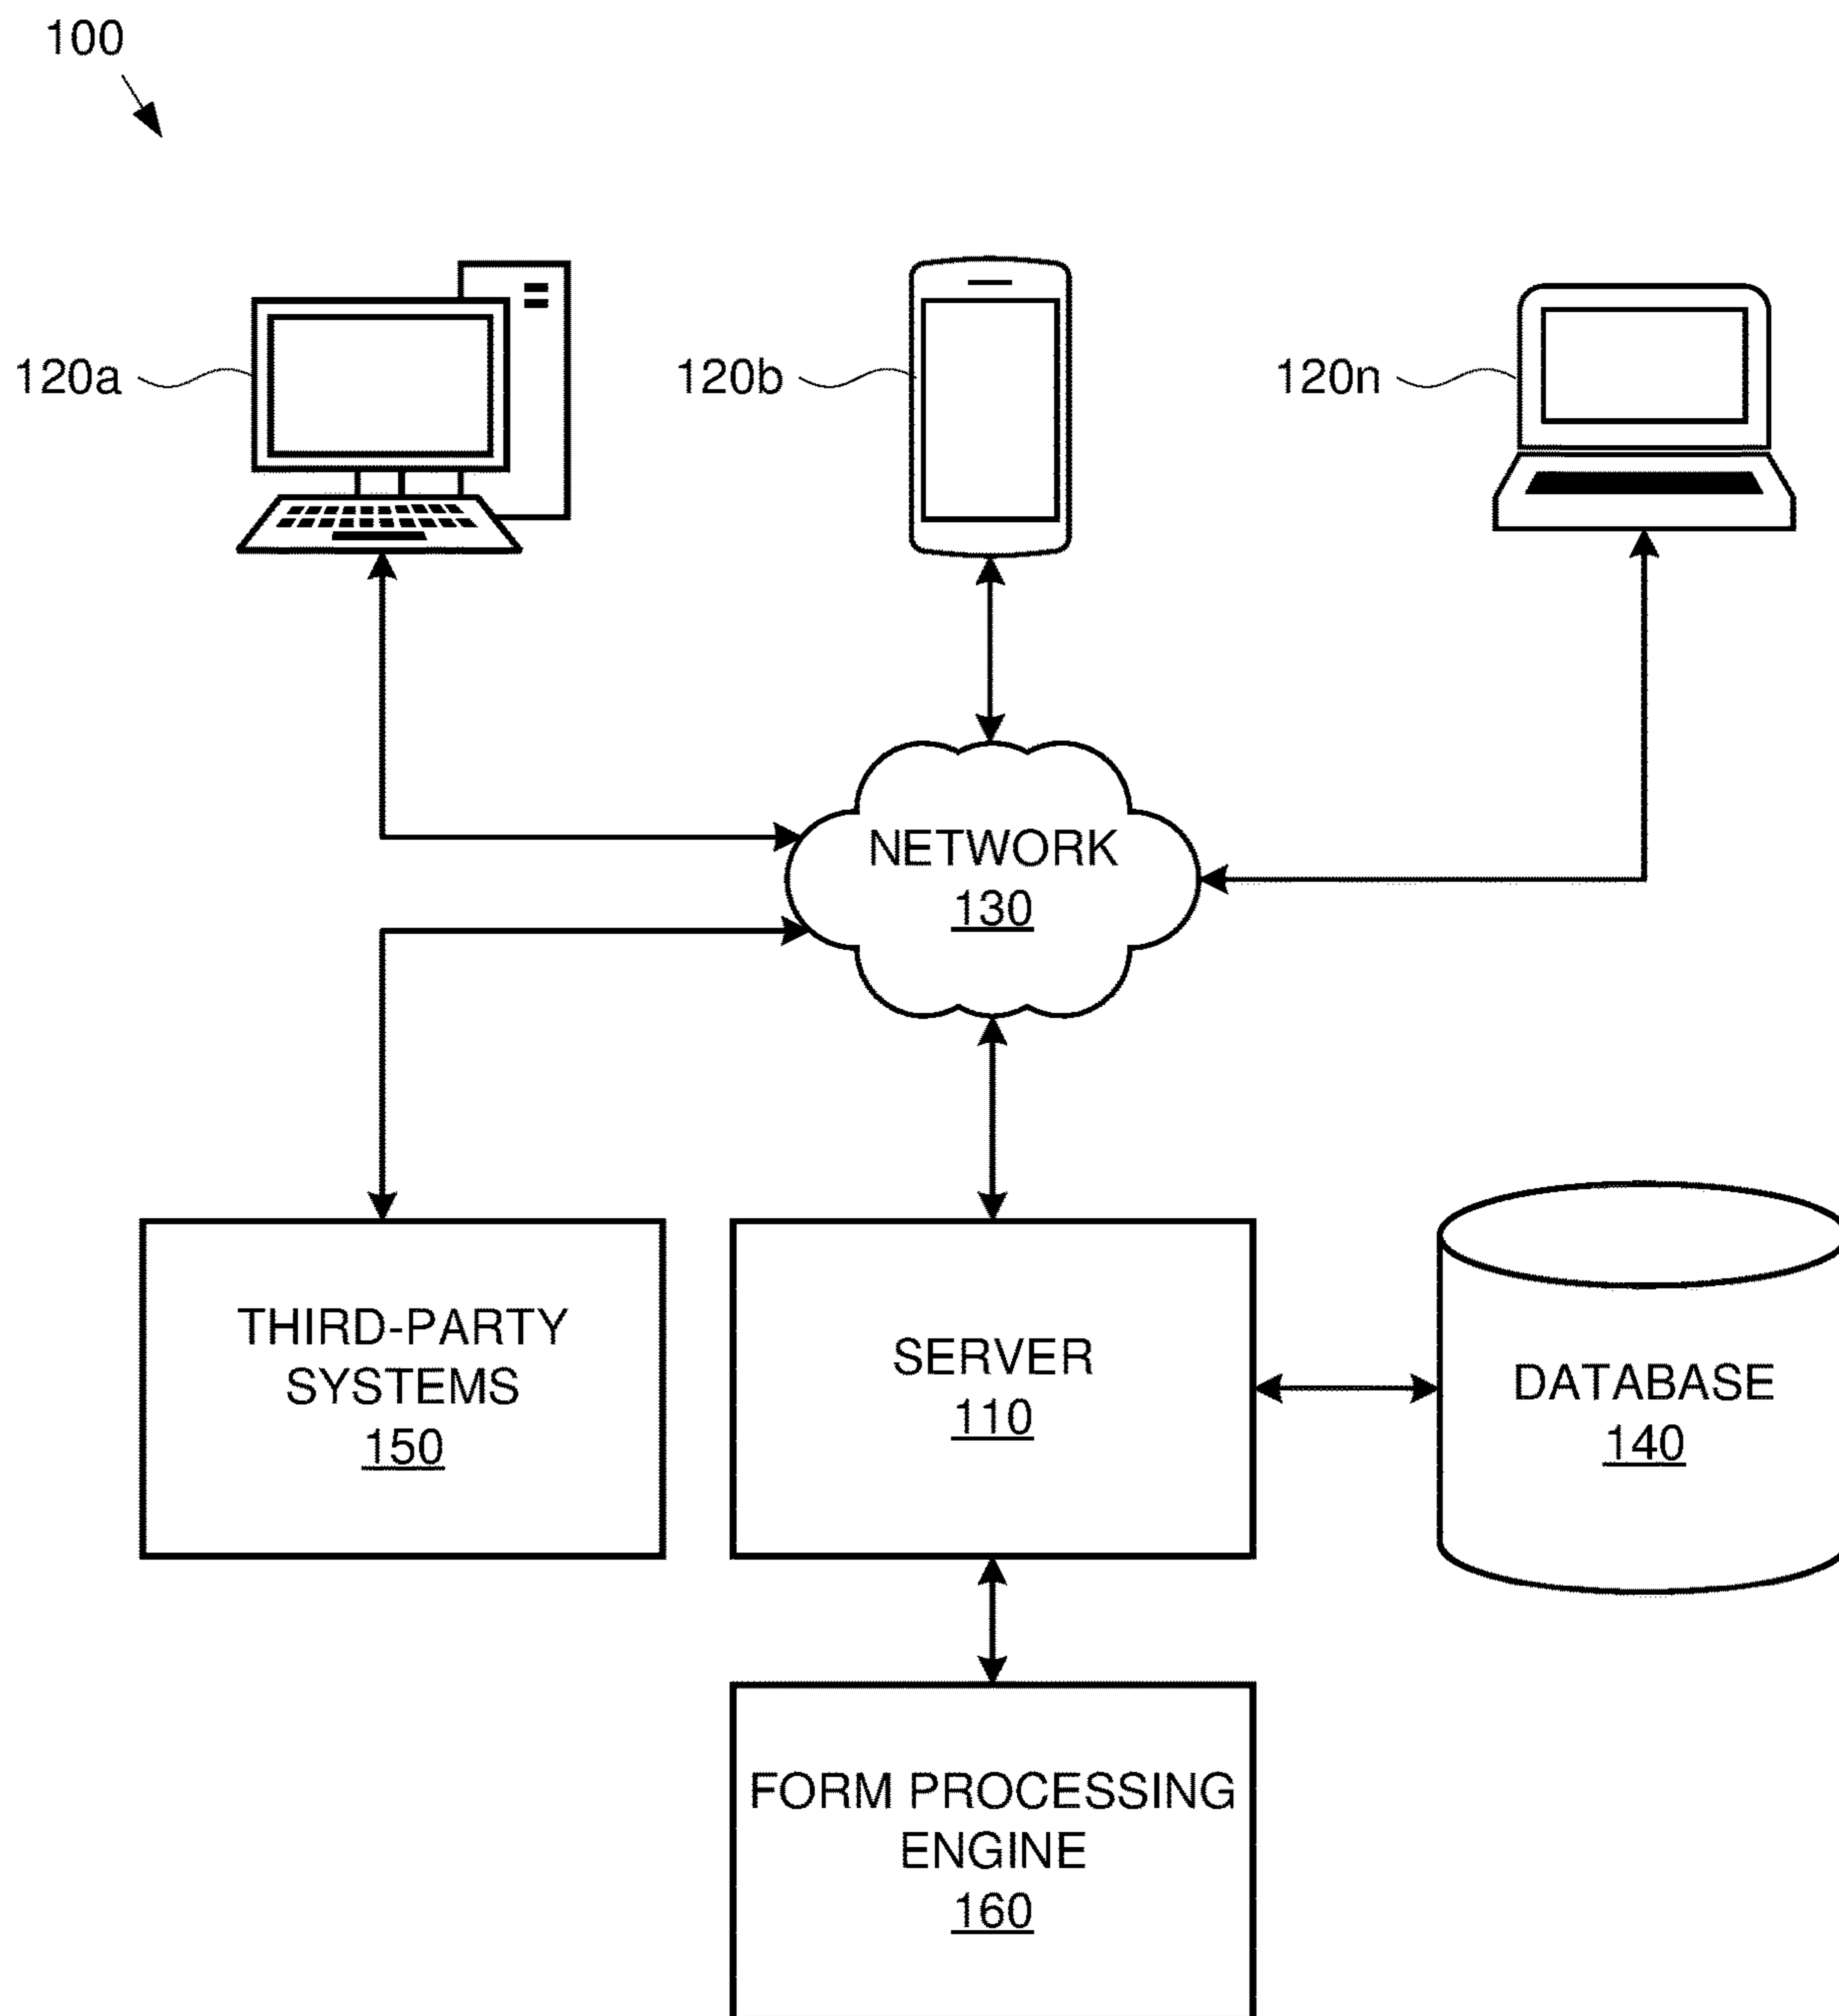 100
120a
120b
120n
NETWORK
130
THIRD-PARTY
SYSTEMS
150
SERVER
110
DATABASE
140
FORM PROCESSING
ENGINE
160